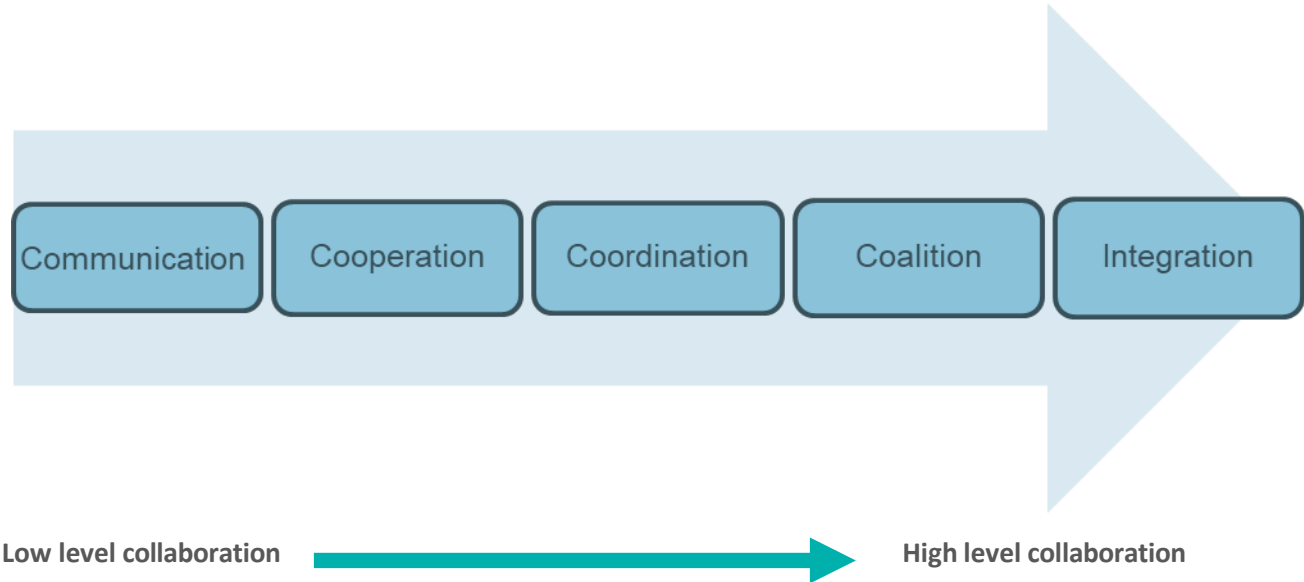 Communication
Cooperation
Coordination
Coalition
Integration
Low level collaboration
High level collaboration